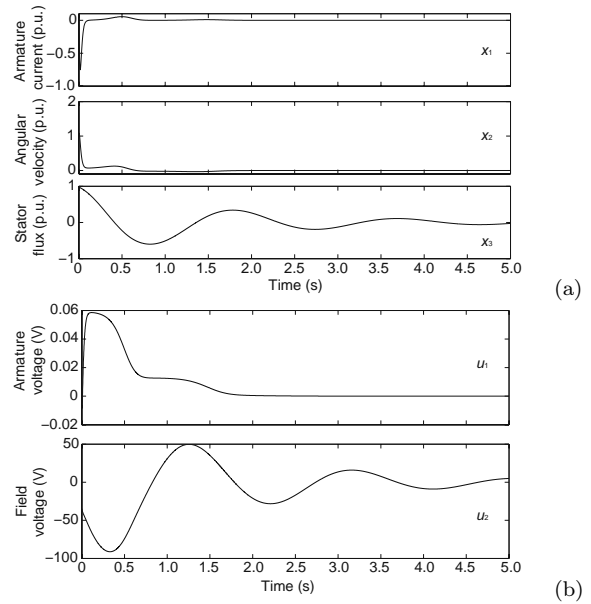 Armature
current (p.u.)
0
−0.5
−1.0
x1
Angular
velocity (p.u.)
2
1
0
x2
Stator
flux (p.u.)
1
0
−1
x3
0 0.5 1.0 1.5 2.0 2.5 3.0 3.5 4.0 4.5 5.0
Time (s)
(a)
Armature
voltage (V)
0.06
0.04
0.02
0
−0.02
u1
Field
voltage (V)
50
0
−50
−100
u2
0 0.5 1.0 1.5 2.0 2.5 3.0 3.5 4.0 4.5 5.0
Time (s)
(b)